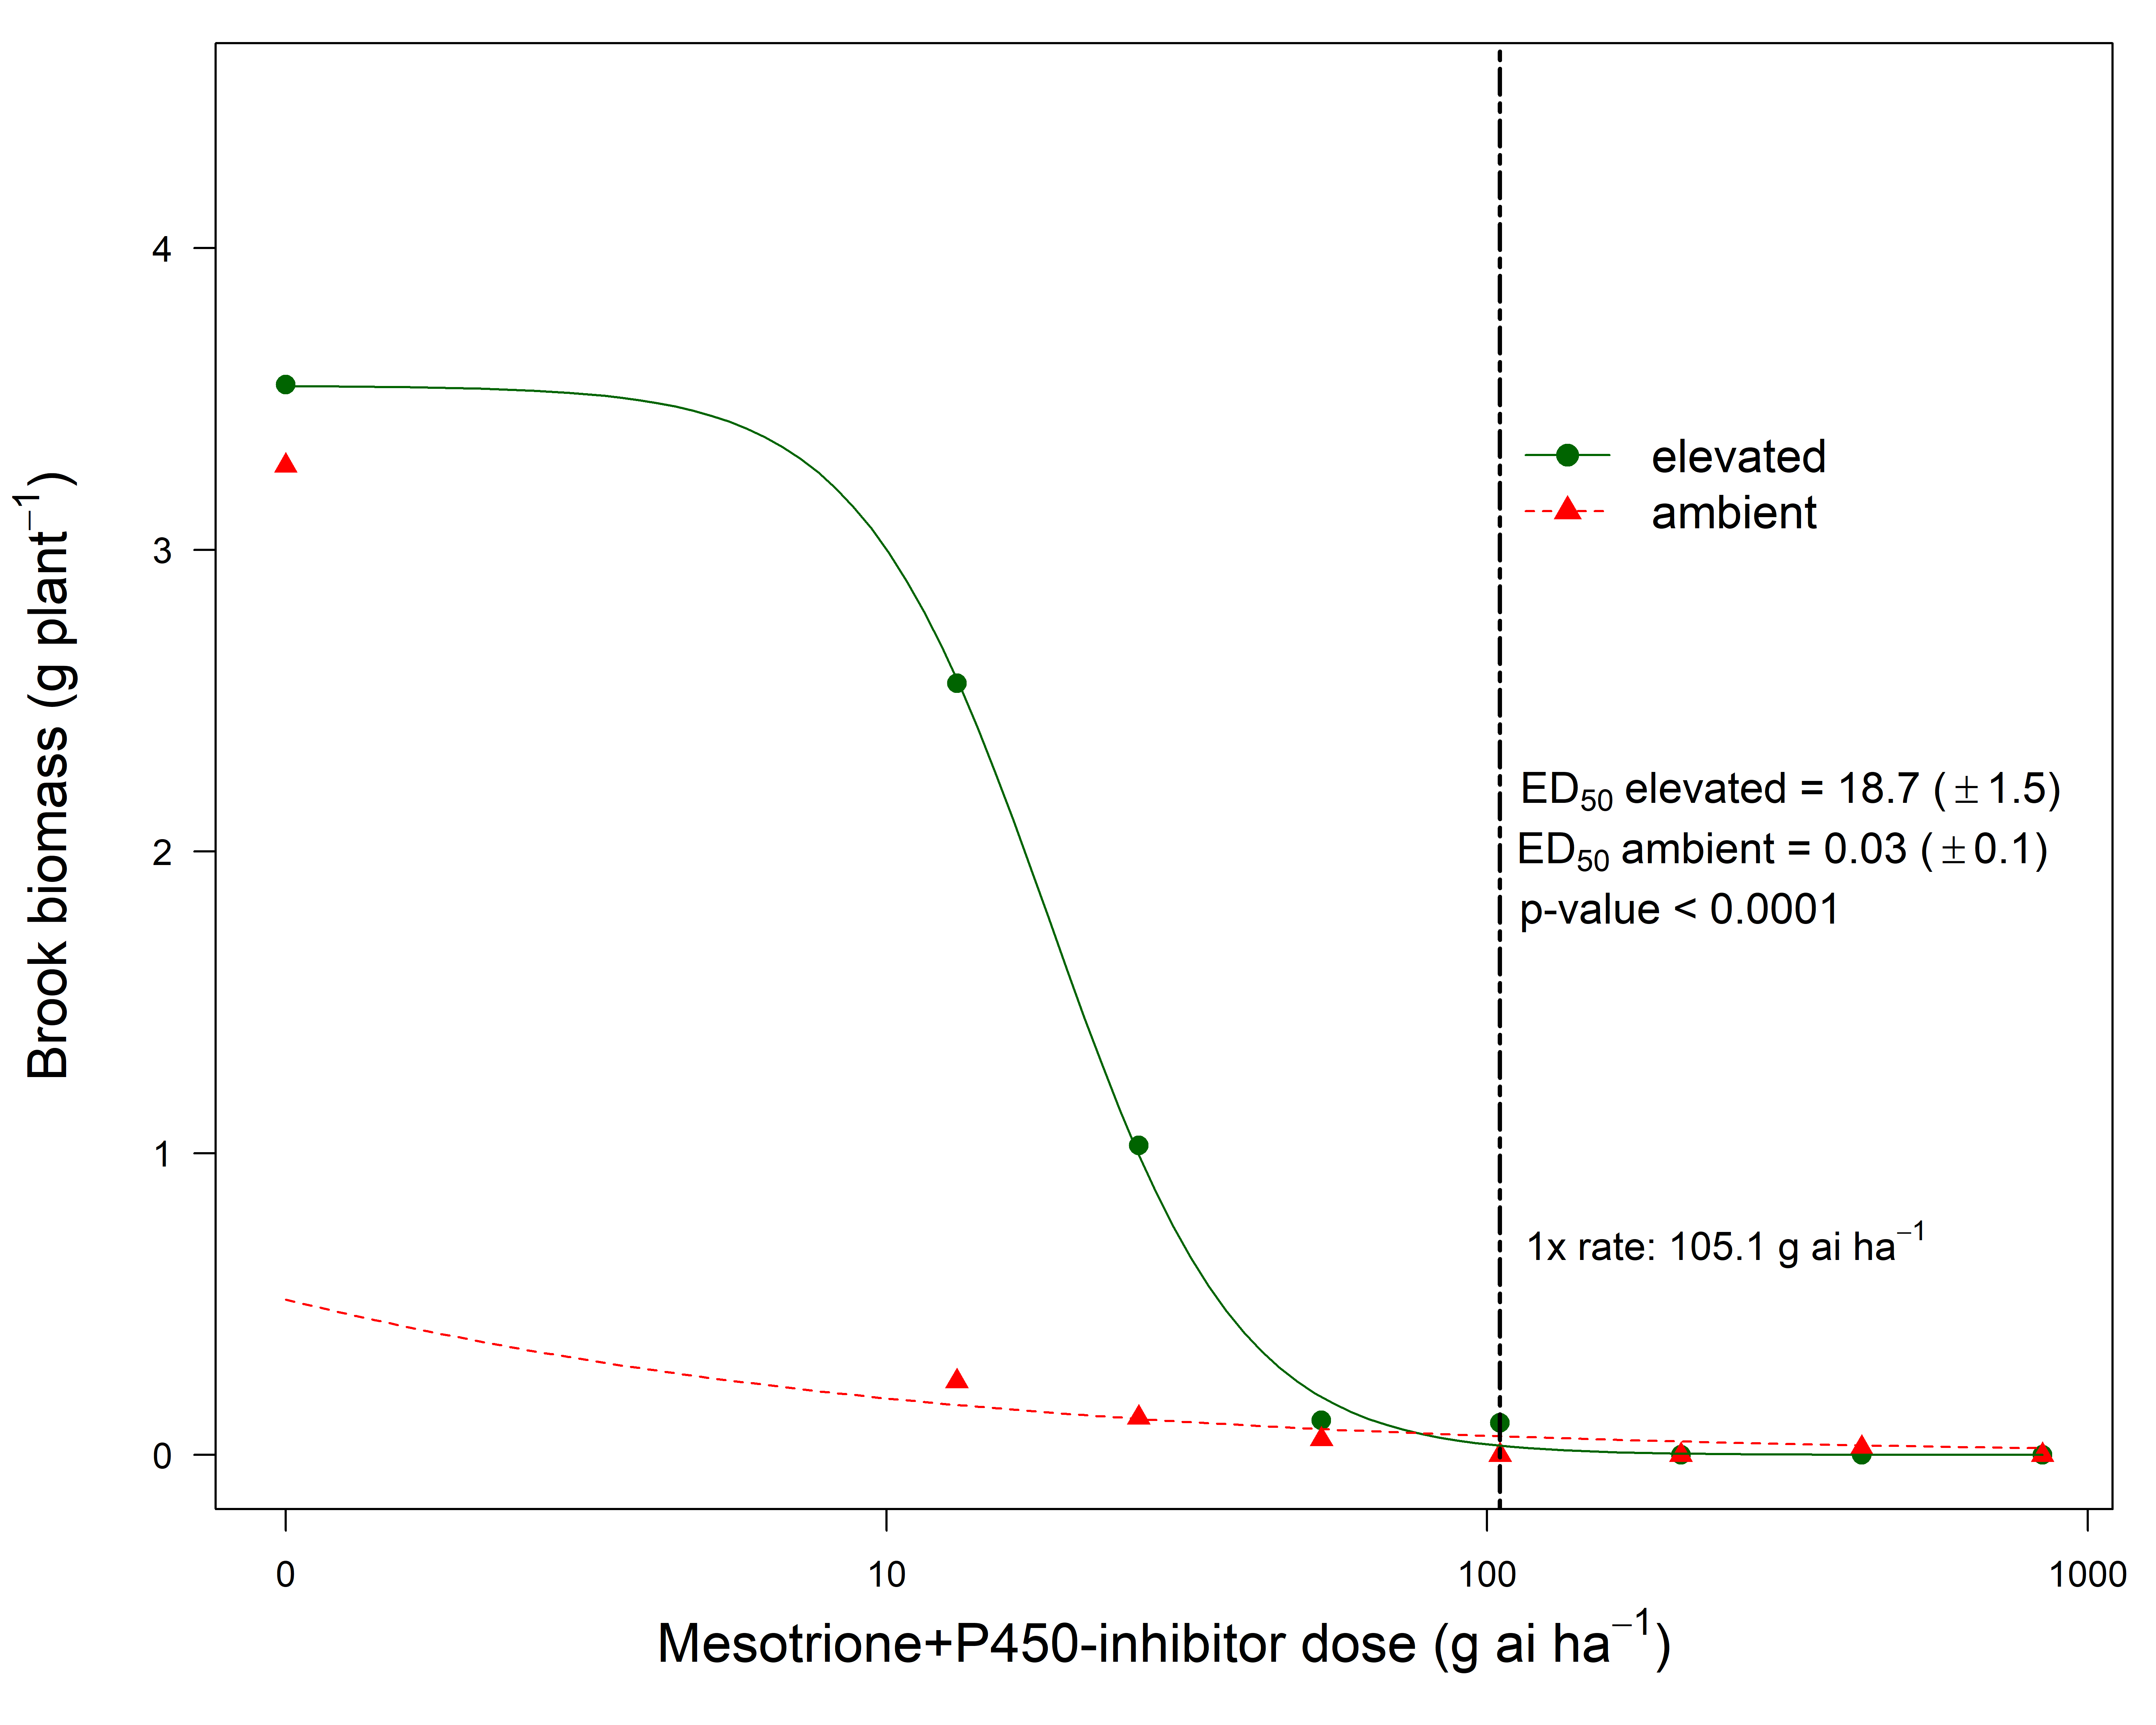 4
3
2
1
0
Brook biomass (g plant⁻¹)
elevated
ambient
ED₅₀ elevated = 18.7 (±1.5)
ED₅₀ ambient = 0.03 (±0.1)
p-value < 0.0001
1x rate: 105.1 g ai ha⁻¹
0 10 100 1000
Mesotrione+P450-inhibitor dose (g ai ha⁻¹)